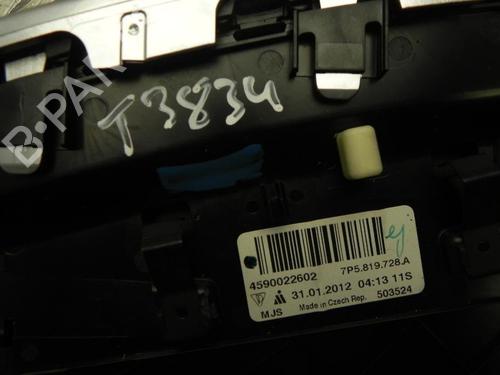 B-PAR
T3834
ej
4590022602 7P5.819.728.A
31.01.2012 04:13 11S
MJS Made in Czech Rep. 503524